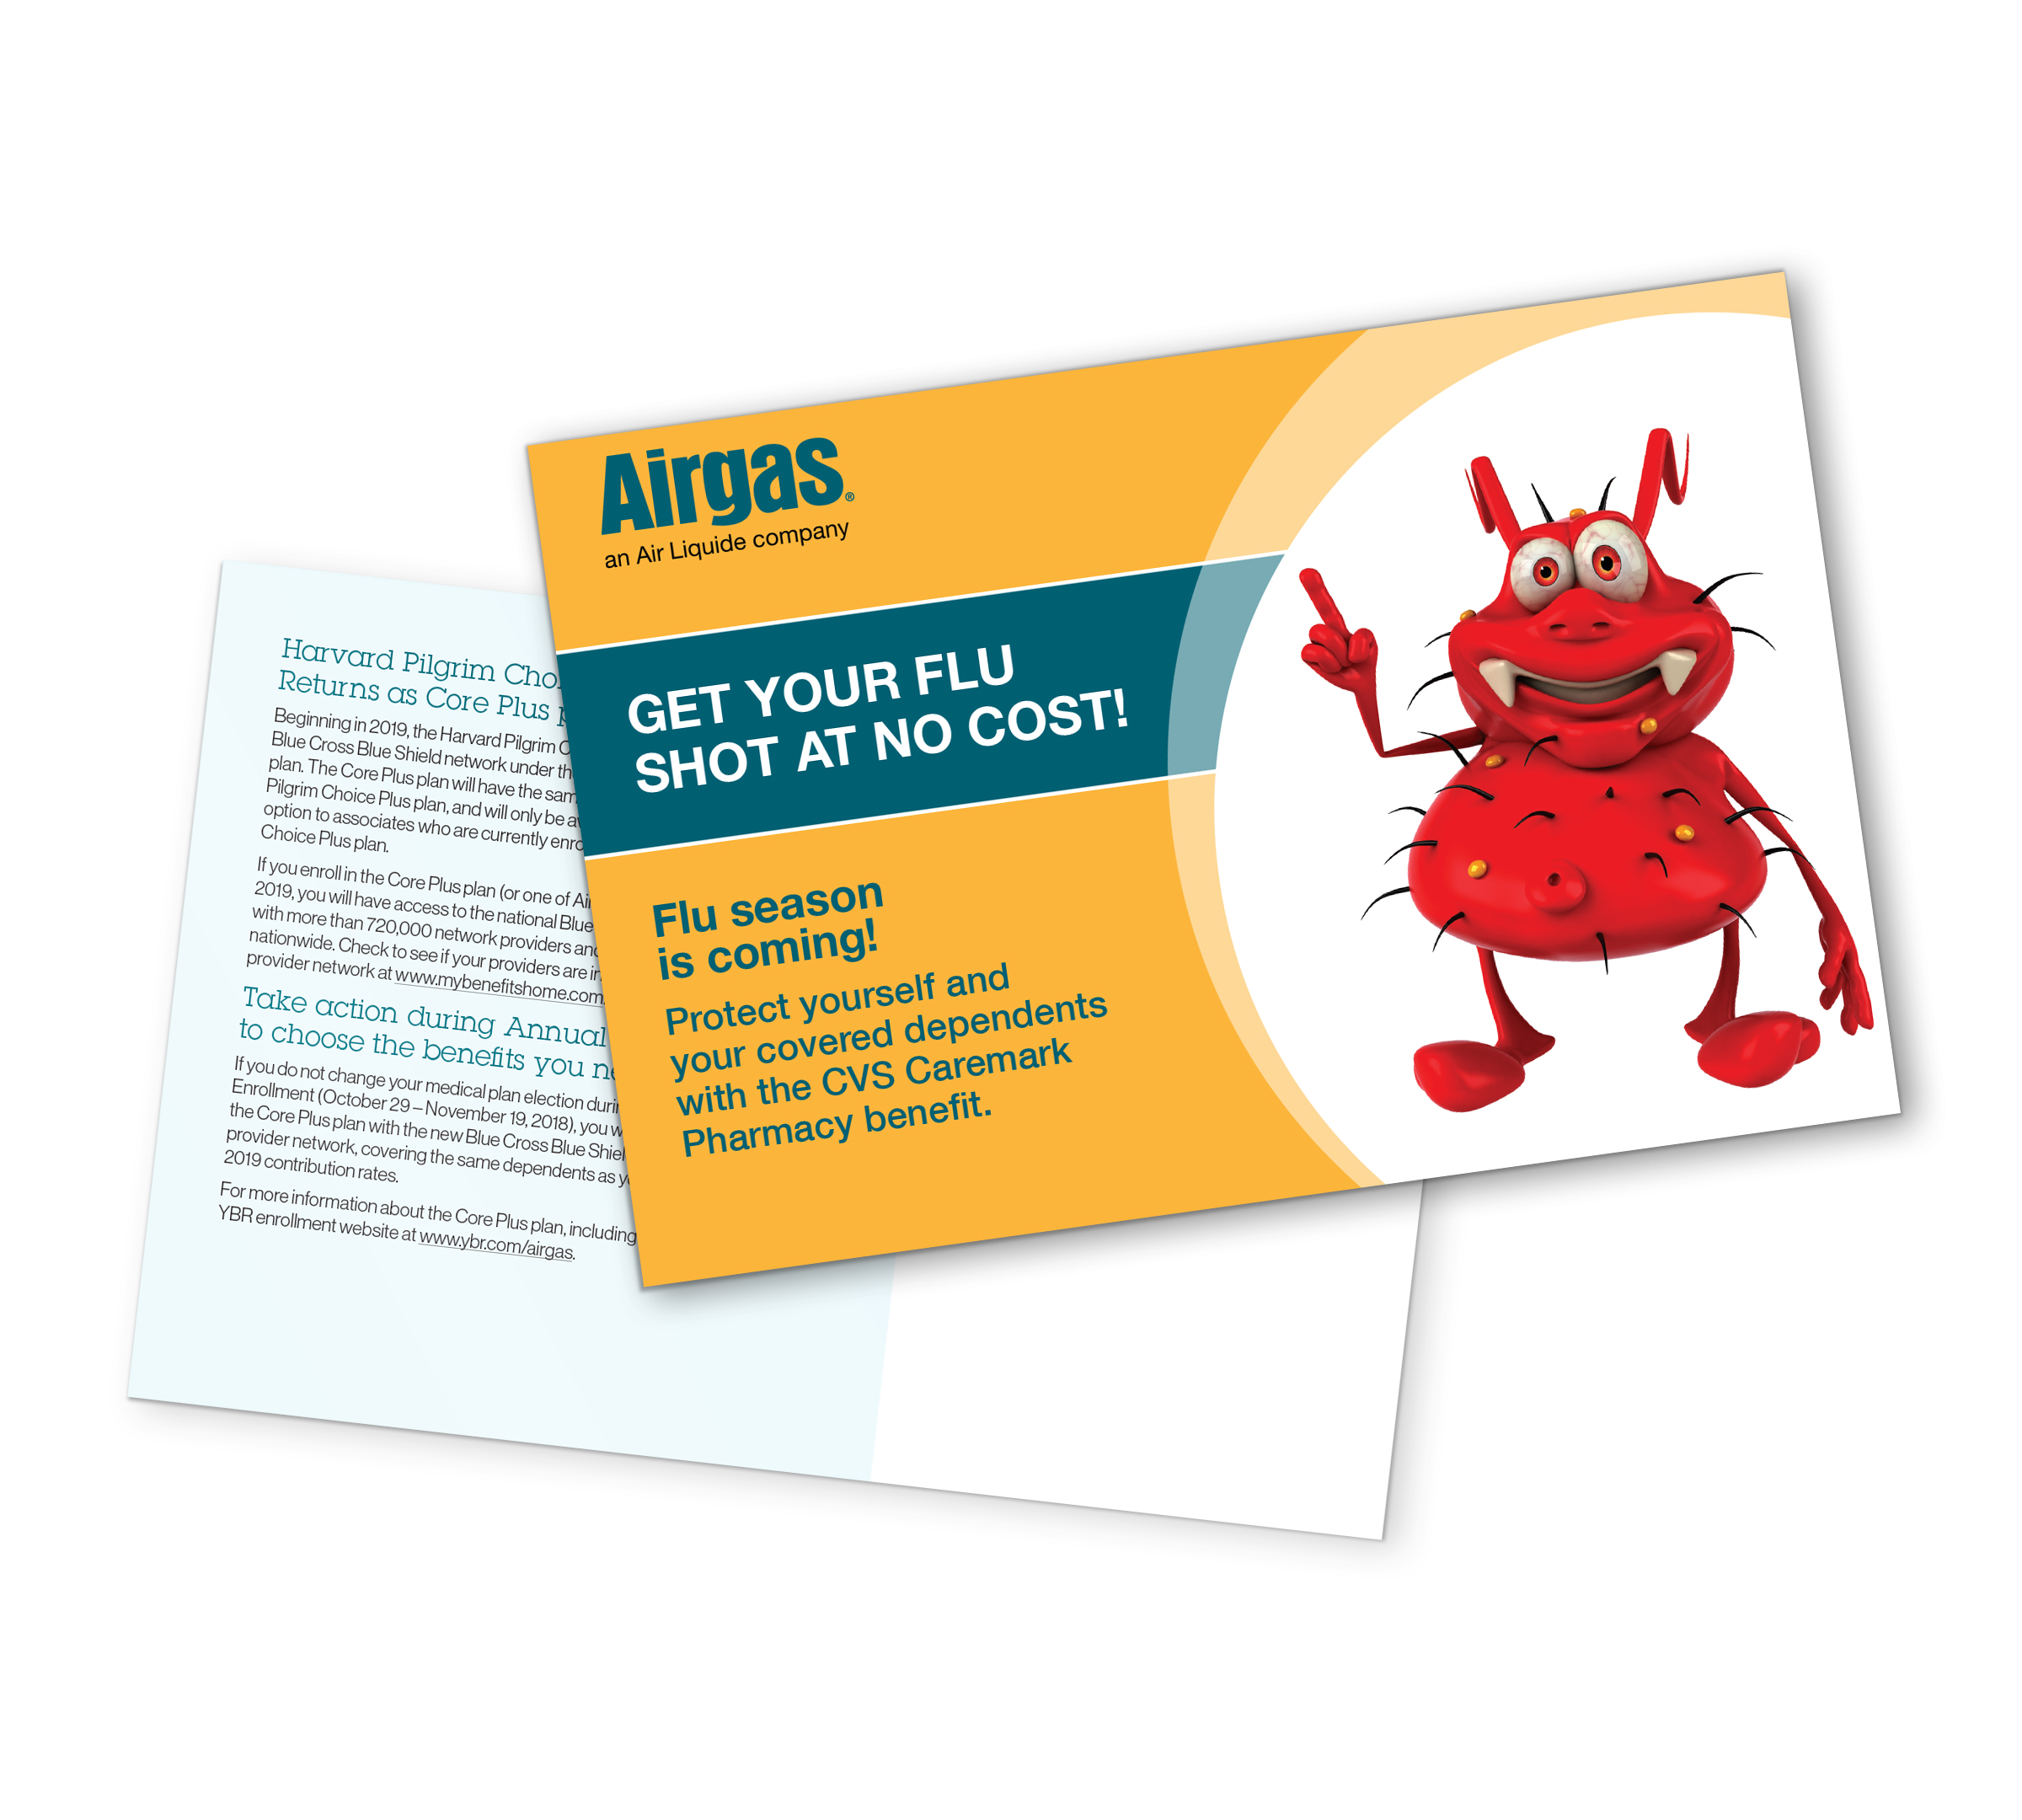 Airgas®
an Air Liquide company
GET YOUR FLU
SHOT AT NO COST!
Flu season
is coming!
Protect yourself and
your covered dependents
with the CVS Caremark
Pharmacy benefit.
Harvard Pilgrim
Returns as Core Plus
Beginning in 2019, the Harvard Pilgrim
Blue Cross Blue Shield network under
plan. The Core Plus plan will have the
Pilgrim Choice Plus plan, and will only be
option to associates who are currently
Choice Plus plan.
If you enroll in the Core Plus plan (or one of
2019, you will have access to the national Blue
with more than 720,000 network providers
nationwide. Check to see if your providers are
provider network at www.mybenefitshome.com
Take action during Annual
to choose the benefits you
If you do not change your medical plan election
Enrollment (October 29 – November 19, 2018), you
the Core Plus plan with the new Blue Cross Blue
provider network, covering the same dependents as
2019 contribution rates.
For more information about the Core Plus plan, including
YBR enrollment website at www.ybr.com/airgas.